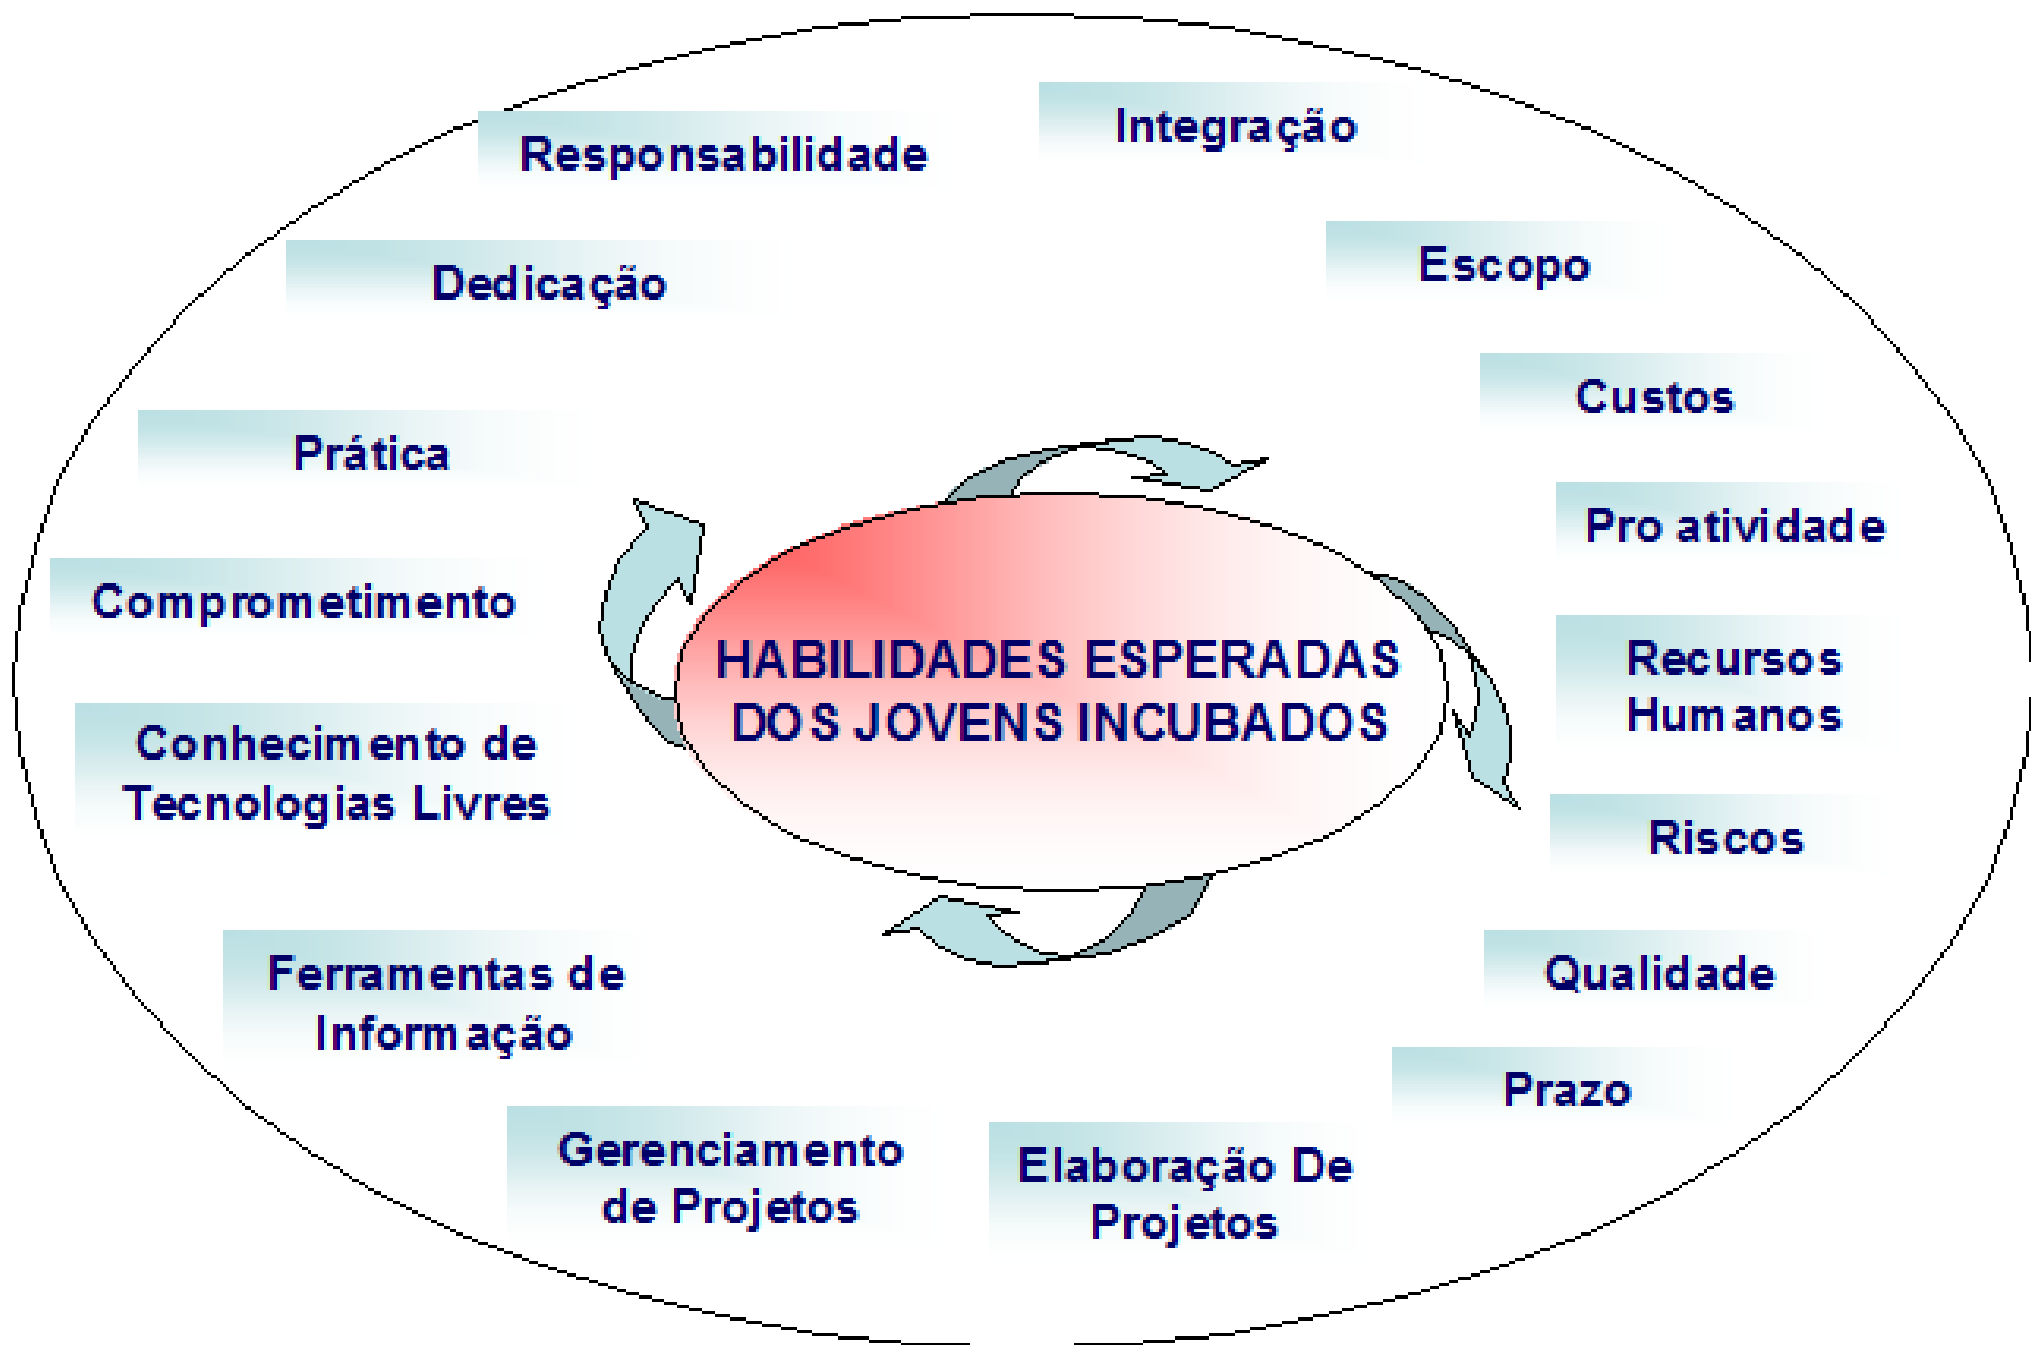 Integração
Responsabilidade
Escopo
Dedicação
Custos
Prática
Pro atividade
Comprometimento
HABILIDADES ESPERADAS
DOS JOVENS INCUBADOS
Recursos
Humanos
Conhecimento de
Tecnologias Livres
Riscos
Ferramentas de
Informação
Qualidade
Prazo
Gerenciamento
de Projetos
Elaboração De
Projetos